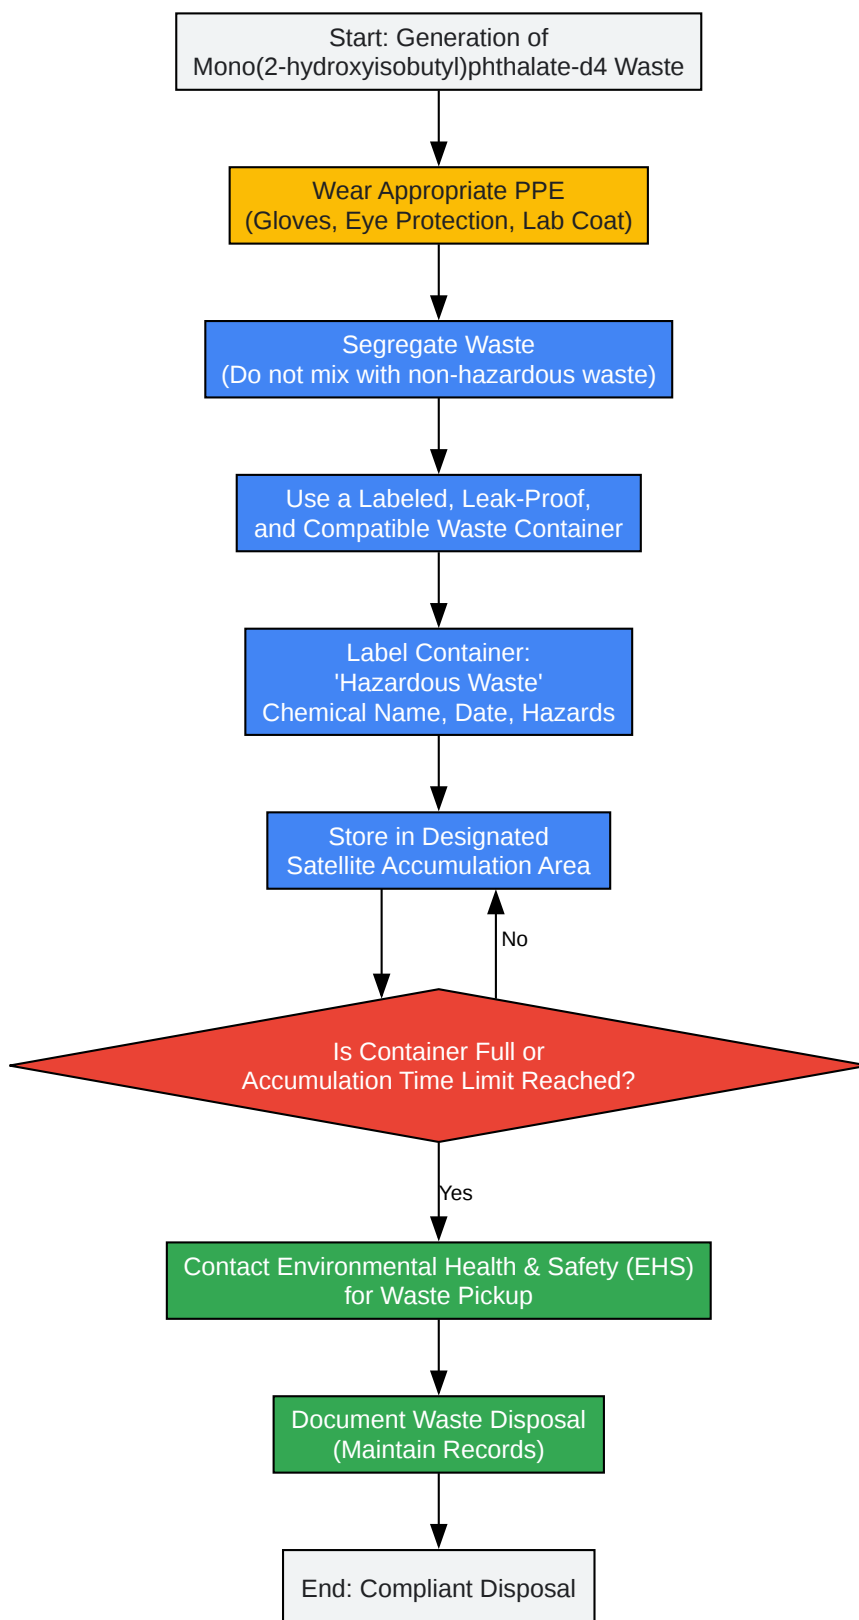 Start: Generation of
Mono(2-hydroxyisobutyl)phthalate-d4 Waste
Wear Appropriate PPE
(Gloves, Eye Protection, Lab Coat)
Segregate Waste
(Do not mix with non-hazardous waste)
Use a Labeled, Leak-Proof,
and Compatible Waste Container
Label Container:
'Hazardous Waste'
Chemical Name, Date, Hazards
Store in Designated
Satellite Accumulation Area
No
Is Container Full or
Accumulation Time Limit Reached?
Yes
Contact Environmental Health & Safety (EHS)
for Waste Pickup
Document Waste Disposal
(Maintain Records)
End: Compliant Disposal